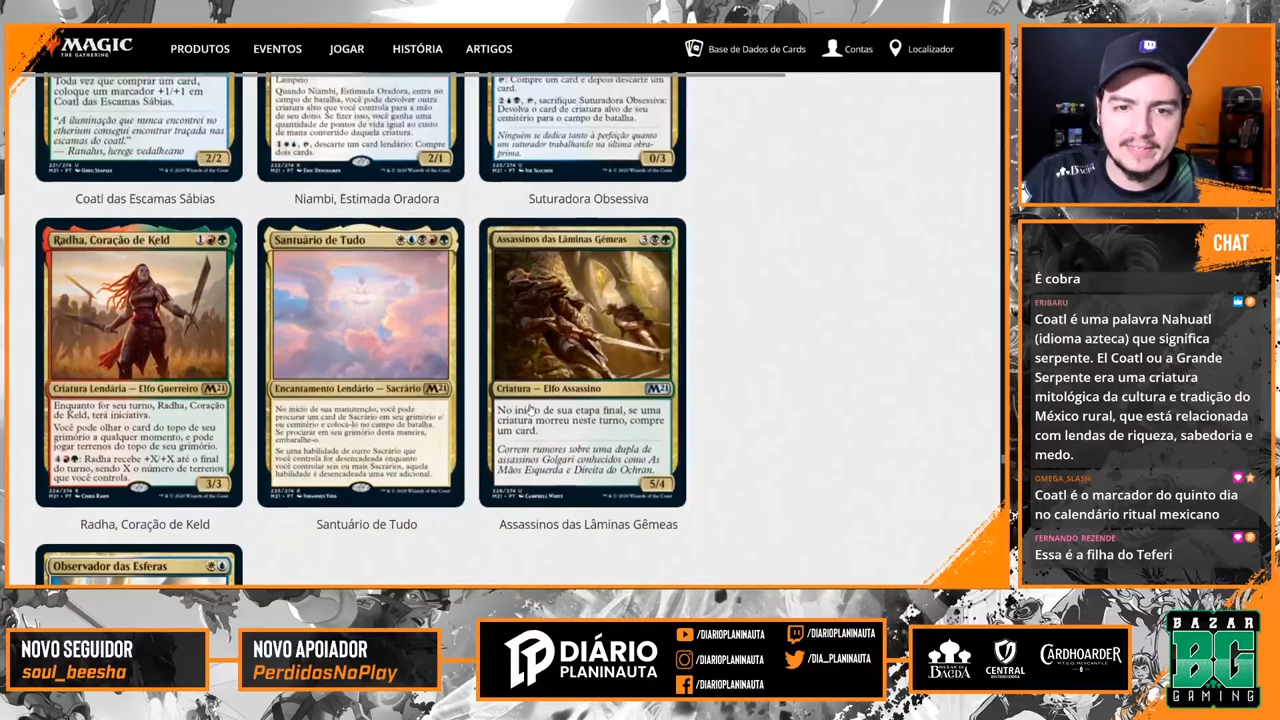 MAGIC
THE GATHERING
PRODUTOS
EVENTOS
JOGAR
HISTÓRIA
ARTIGOS
Base de Dados de Cards
Contas
Localizador
Toda vez que comprar um card,
coloque um marcador +1/+1 em
Coatl das Escamas Sábias.
"A iluminação que nunca encontrei no
etherium consegui encontrar traçada nas
escamas do coatl."
— Ranalus, herege vedalkeano
2/2
Coatl das Escamas Sábias
Lampejo
Quando Niambi, Estimada Oradora, entra no
campo de batalha, você pode devolver outra
criatura alvo que você controla para a mão
de seu dono. Se fizer isso, você ganha uma
quantidade de pontos de vida igual ao custo
de mana convertido daquela criatura.
descarte um card lendário: Compre
dois cards.
2/1
Niambi, Estimada Oradora
Compre um card e depois descarte um
card.
sacrifique Suturadora Obsessiva:
Devolva o card de criatura alvo de seu
cemitério para o campo de batalha.
Ninguém se dedica tanto à perfeição quanto
um suturador trabalhando na última obra-
prima.
0/3
Suturadora Obsessiva
Radha, Coração de Keld
1
Criatura Lendária — Elfo Guerreiro
M21
Enquanto for seu turno, Radha, Coração
de Keld, terá iniciativa.
Você pode olhar o card do topo de seu
grimório a qualquer momento, e pode
jogar terrenos do topo de seu grimório.
4 : Radha recebe +X/+X até o final
do turno, sendo X o número de terrenos
que você controla.
3/3
Radha, Coração de Keld
Santuário de Tudo
Encantamento Lendário — Sacrário
M21
No início de sua manutenção, você pode
procurar um card de Sacrário em seu grimório e/
ou cemitério e colocá-lo no campo de batalha.
Se procurar em seu grimório desta maneira,
embaralhe-o.
Se uma habilidade de outro Sacrário que
você controla for desencadeada enquanto
você controlar seis ou mais Sacrários, aquela
habilidade é desencadeada uma vez adicional.
Santuário de Tudo
Assassinos das Lâminas Gêmeas
3
Criatura — Elfo Assassino
M21
No início de sua etapa final, se uma
criatura morreu neste turno, compre
um card.
Correm rumores sobre uma dupla de
assassinos Golgari conhecidos como As
Mãos Esquerda e Direita do Ochran.
5/4
Assassinos das Lâminas Gêmeas
Observador das Esferas
CHAT
É cobra
ERIBARU
Coatl é uma palavra Nahuatl
(idioma azteca) que significa
serpente. El Coatl ou a Grande
Serpente era uma criatura
mitológica da cultura e tradição do
México rural, que está relacionada
com lendas de riqueza, sabedoria e
medo.
OMEGA_SLASH
Coatl é o marcador do quinto dia
no calendário ritual mexicano
FERNANDO REZENDE
Essa é a filha do Teferi
NOVO SEGUIDOR
soul_beesha
NOVO APOIADOR
PerdidosNoPlay
DIÁRIO
PLANINAUTA
/DIARIOPLANINAUTA
/DIARIOPLANINAUTA
/DIARIOPLANINAUTA
/DIARIOPLANINAUTA
/DIA_PLANINAUTA
BAZAR DE
BAGDÁ
CENTRAL
DISTRIBUIDORA
CARDHOARDER
BAZAR
BG
GAMING